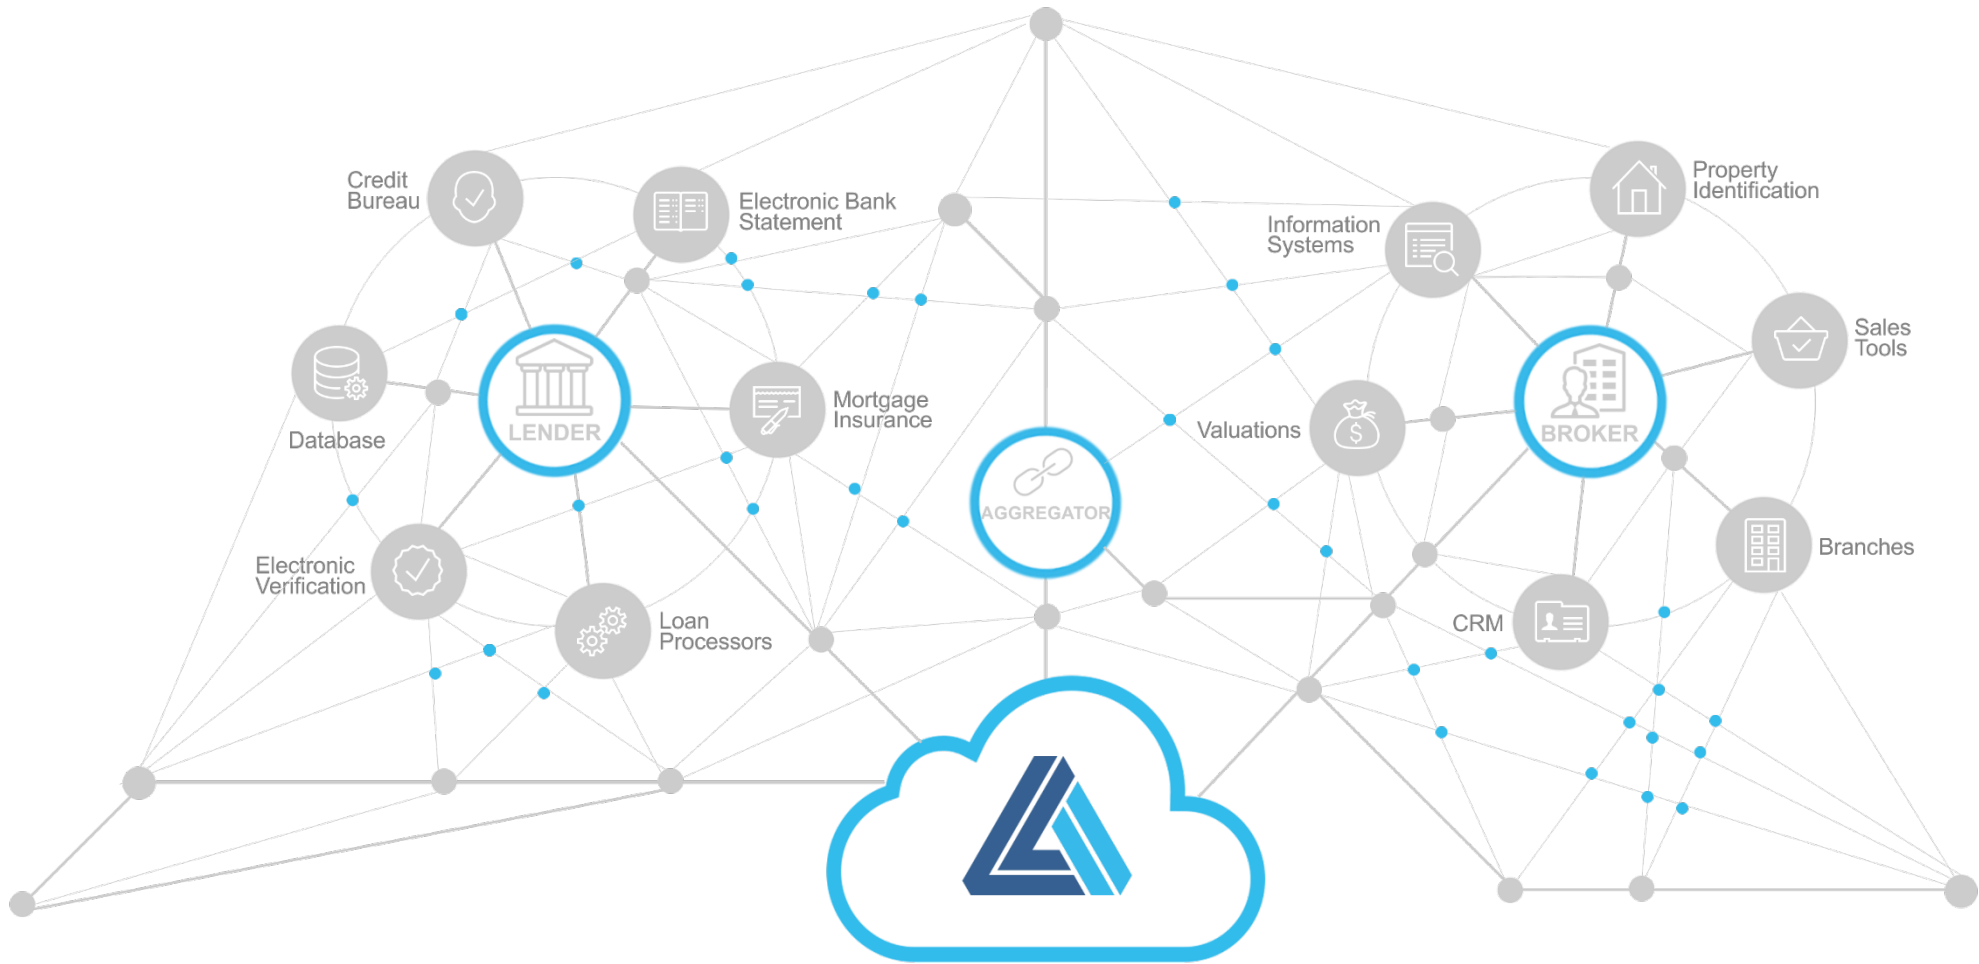 Credit
Bureau
Electronic Bank
Statement
Property
Identification
Information
Systems
Sales
Tools
Database
LENDER
Mortgage
Insurance
Valuations
BROKER
AGGREGATOR
Branches
Electronic
Verification
Loan
Processors
CRM